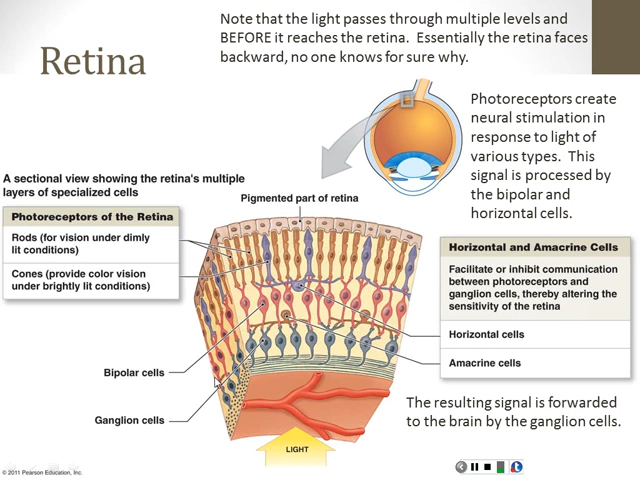 Retina
Note that the light passes through multiple levels and
BEFORE it reaches the retina.  Essentially the retina faces
backward, no one knows for sure why.
Photoreceptors create
neural stimulation in
response to light of
various types.  This
signal is processed by
the bipolar and
horizontal cells.
A sectional view showing the retina's multiple
layers of specialized cells
Pigmented part of retina
Photoreceptors of the Retina
Rods (for vision under dimly
lit conditions)
Cones (provide color vision
under brightly lit conditions)
Horizontal and Amacrine Cells
Facilitate or inhibit communication
between photoreceptors and
ganglion cells, thereby altering the
sensitivity of the retina
Horizontal cells
Amacrine cells
Bipolar cells
Ganglion cells
LIGHT
The resulting signal is forwarded
to the brain by the ganglion cells.
© 2011 Pearson Education, Inc.